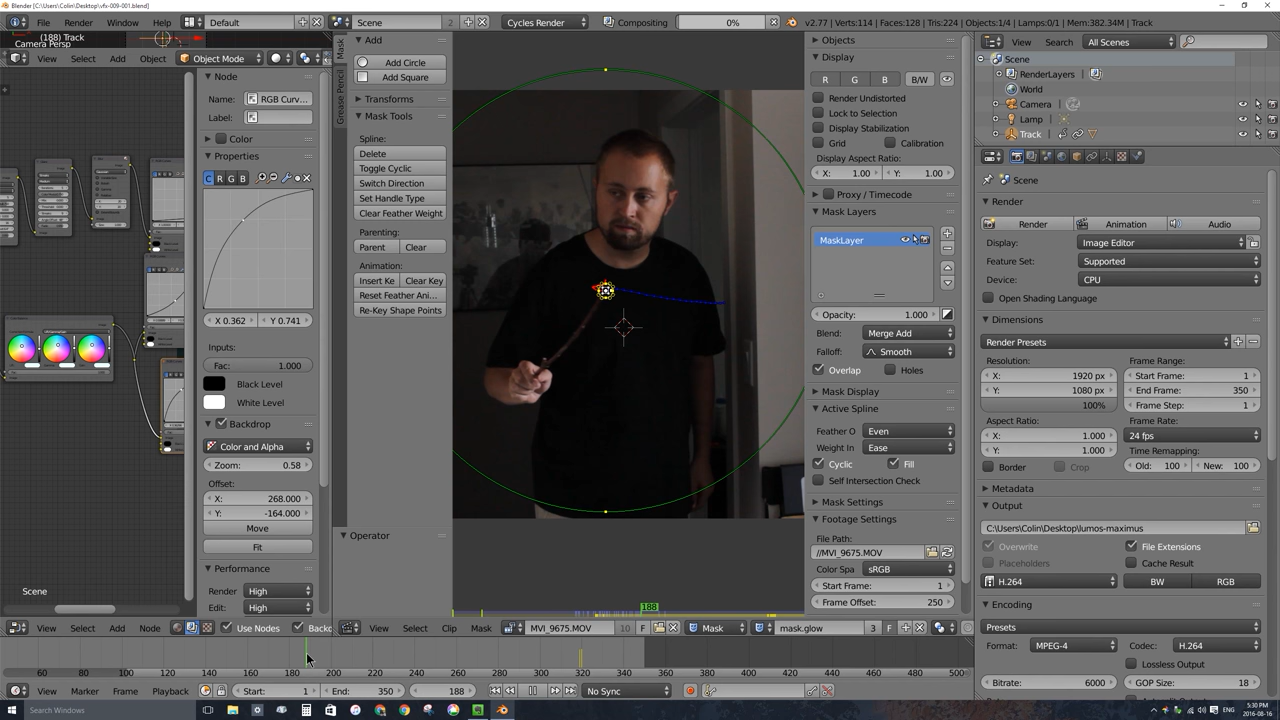 Blender [C:\Users\Colin\Desktop\vfx-009-001.blend]
File Render Window Help Default Scene 2 Cycles Render Compositing 0% v2.77 | Verts:114 | Faces:128 | Tris:224 | Objects:1/4 | Lamps:0/1 | Mem:382.34M | Track
(188) Track
Camera Persp
View Select Add Object Object Mode
Node
Name: RGB Curv...
Label:
Color
Properties
C R G B
X 0.362 Y 0.741
Inputs:
Fac: 1.000
Black Level
White Level
Backdrop
Color and Alpha
Zoom: 0.58
Offset:
X: 268.000
Y: -164.000
Move
Fit
Performance
Render High
Edit: High
Scene
View Select Add Node Use Nodes
Mask
Grease Pencil
Add
Add Circle
Add Square
Transforms
Mask Tools
Spline:
Delete
Toggle Cyclic
Switch Direction
Set Handle Type
Clear Feather Weight
Parenting:
Parent Clear
Animation:
Insert Ke Clear Key
Reset Feather Ani...
Re-Key Shape Points
Operator
188
View Select Clip Mask MVI_9675.MOV 10 F Mask mask.glow 3 F
Objects
Display
R G B B/W
Render Undistorted
Lock to Selection
Display Stabilization
Grid Calibration
Display Aspect Ratio:
X: 1.00 Y: 1.00
Proxy / Timecode
Mask Layers
MaskLayer
Opacity: 1.000
Blend: Merge Add
Falloff: Smooth
Overlap Holes
Mask Display
Active Spline
Feather O Even
Weight In Ease
Cyclic Fill
Self Intersection Check
Mask Settings
Footage Settings
File Path:
//MVI_9675.MOV
Color Spa sRGB
Start Frame: 1
Frame Offset: 250
View Search All Scenes
Scene
RenderLayers
World
Camera
Lamp
Track
Scene
Render
Render Animation Audio
Display: Image Editor
Feature Set: Supported
Device: CPU
Open Shading Language
Dimensions
Render Presets
Resolution: Frame Range:
X: 1920 px Start Frame: 1
Y: 1080 px End Frame: 350
100% Frame Step: 1
Aspect Ratio: Frame Rate:
X: 1.000 24 fps
Y: 1.000 Time Remapping:
Border Crop Old: 100 New: 100
Metadata
Output
C:\Users\Colin\Desktop\lumos-maximus
Overwrite File Extensions
Placeholders Cache Result
H.264 BW RGB
Encoding
Presets
Format: MPEG-4 Codec: H.264
Lossless Output
Bitrate: 6000 GOP Size: 18
60 80 100 120 140 160 180 200 220 240 260 280 300 320 340 360 380 400 420 440 460 480
View Marker Frame Playback Start: 1 End: 350 188 No Sync
Search Windows ENG 5:30 PM
2016-08-16